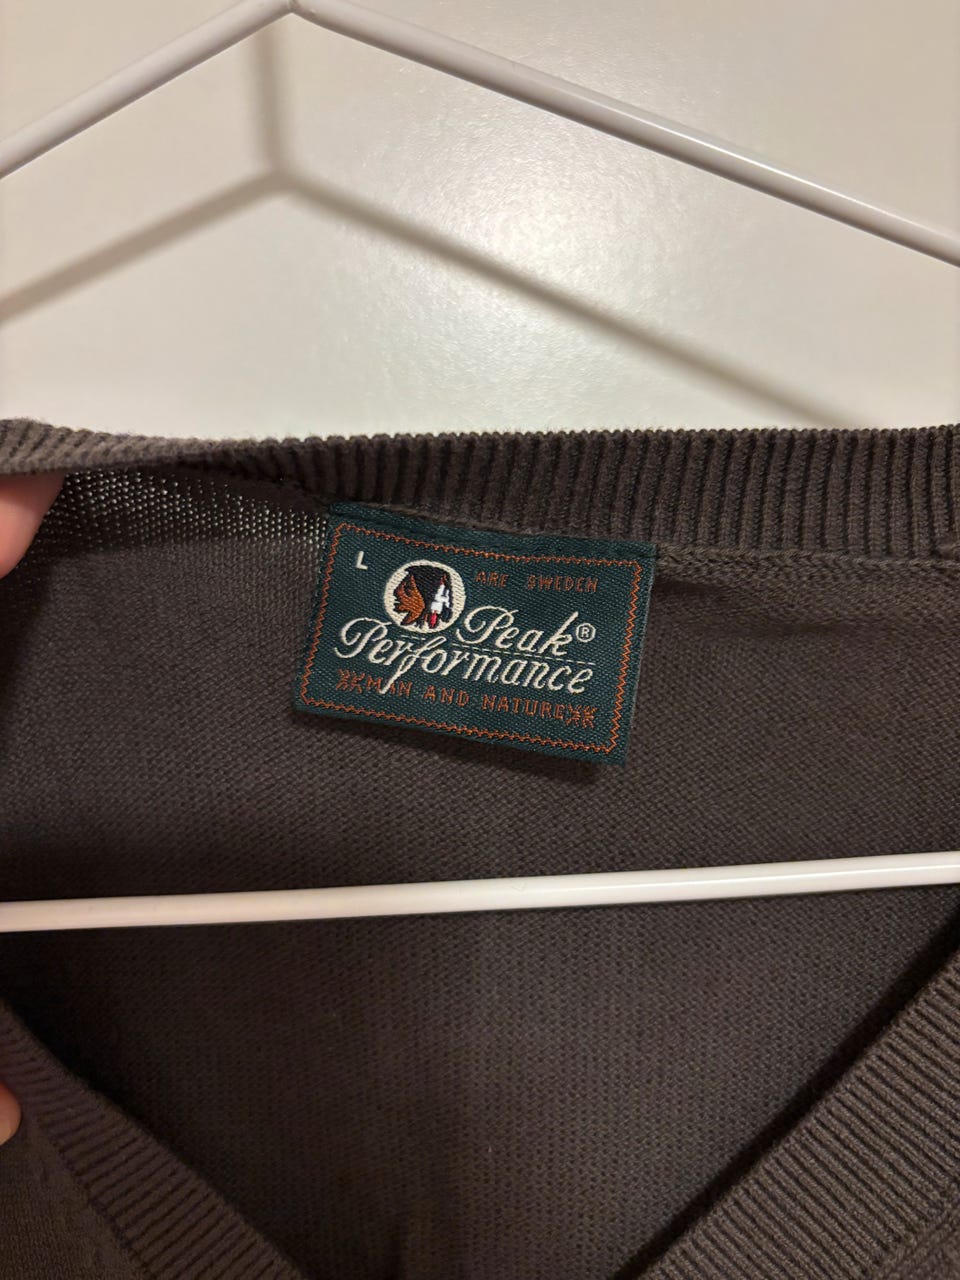 L
ÅRE SWEDEN
Peak®
Performance
MAN AND NATURE